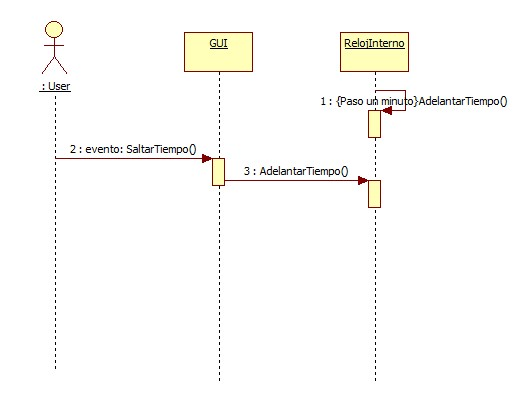 GUI
RelojInterno
: User
1 : {Paso un minuto}AdelantarTiempo()
2 : evento: SaltarTiempo()
3 : AdelantarTiempo()